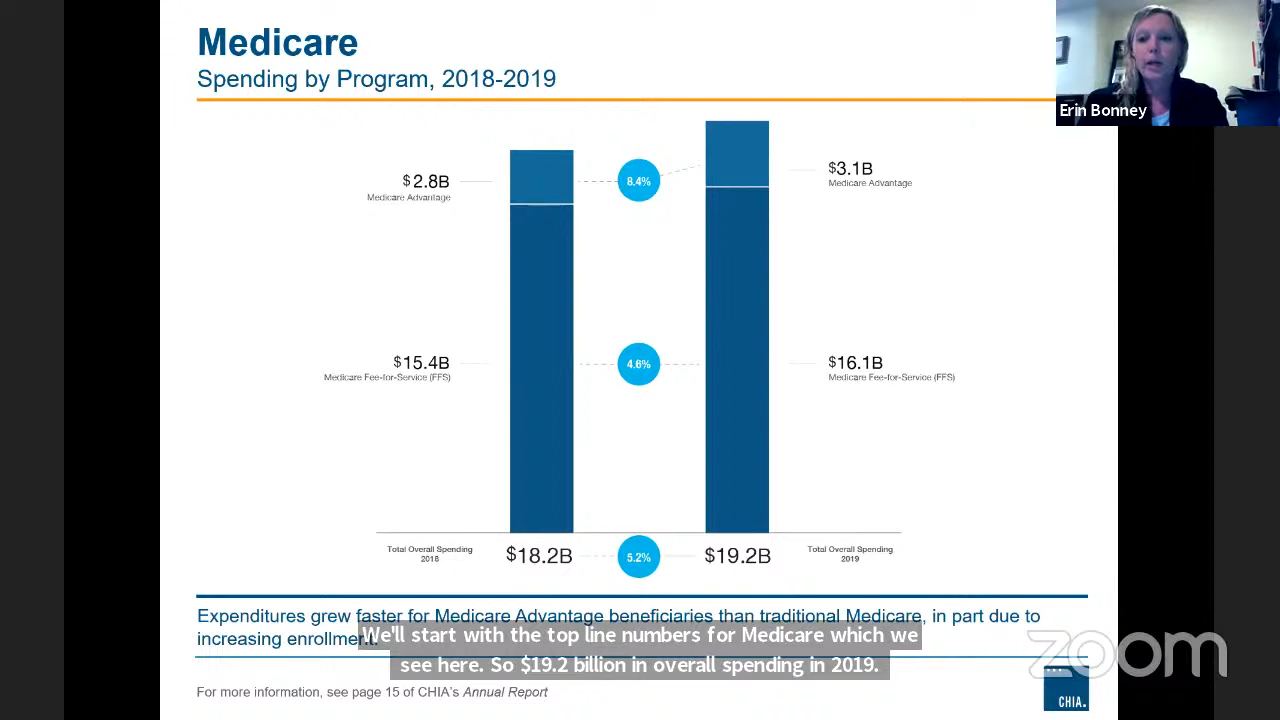 Medicare
Spending by Program, 2018-2019
Erin Bonney
$2.8B
Medicare Advantage
8.4%
$3.1B
Medicare Advantage
$15.4B
Medicare Fee-for-Service (FFS)
4.6%
$16.1B
Medicare Fee-for-Service (FFS)
Total Overall Spending
2018
$18.2B
5.2%
$19.2B
Total Overall Spending
2019
Expenditures grew faster for Medicare Advantage beneficiaries than traditional Medicare, in part due to
increasing enrollment.
We'll start with the top line numbers for Medicare which we
see here. So $19.2 billion in overall spending in 2019.
zoom
For more information, see page 15 of CHIA's Annual Report
CHIA.